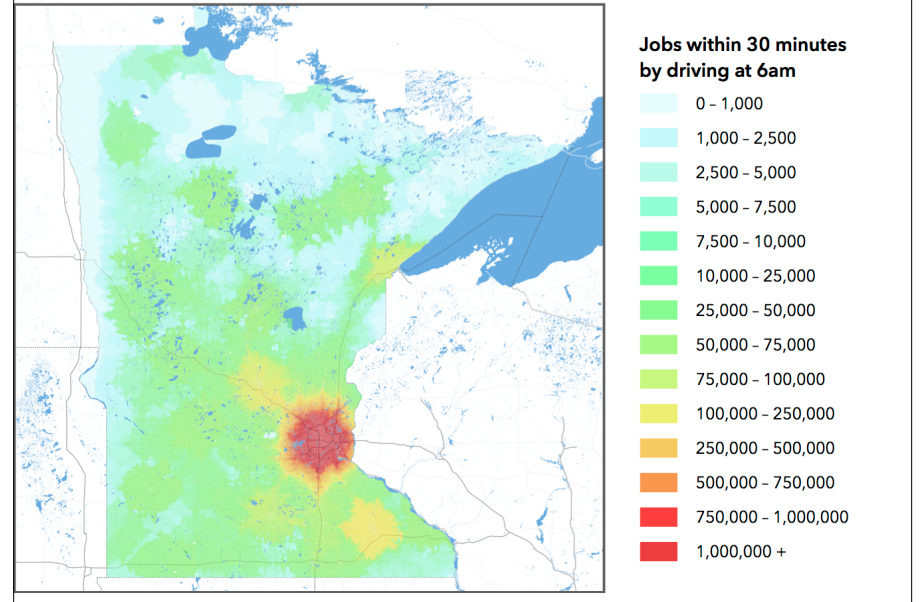 Jobs within 30 minutes
by driving at 6am
0 – 1,000
1,000 – 2,500
2,500 – 5,000
5,000 – 7,500
7,500 – 10,000
10,000 – 25,000
25,000 – 50,000
50,000 – 75,000
75,000 – 100,000
100,000 – 250,000
250,000 – 500,000
500,000 – 750,000
750,000 – 1,000,000
1,000,000 +